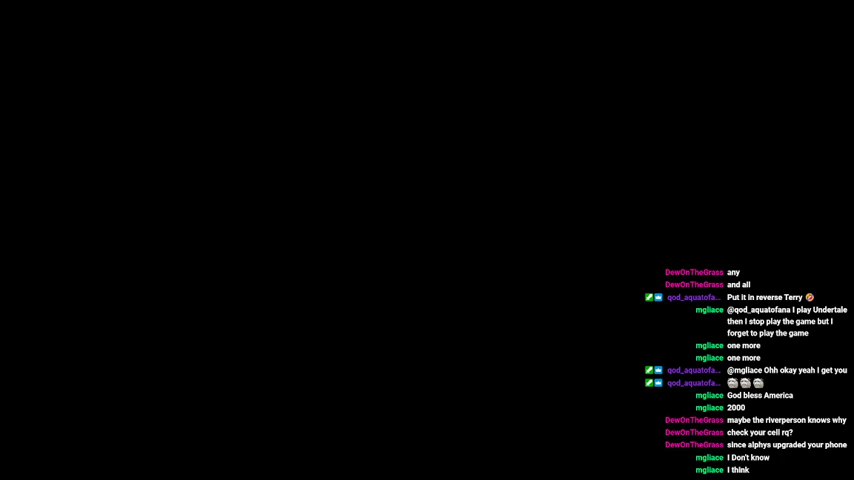 DewOnTheGrass any
DewOnTheGrass and all
qod_aquatofa... Put it in reverse Terry
mgliace @qod_aquatofana I play Undertale
then I stop play the game but I
forget to play the game
mgliace one more
mgliace one more
qod_aquatofa... @mgliace Ohh okay yeah I get you
qod_aquatofa...
mgliace God bless America
mgliace 2000
DewOnTheGrass maybe the riverperson knows why
DewOnTheGrass check your cell rq?
DewOnTheGrass since alphys upgraded your phone
mgliace I Don't know
mgliace I think